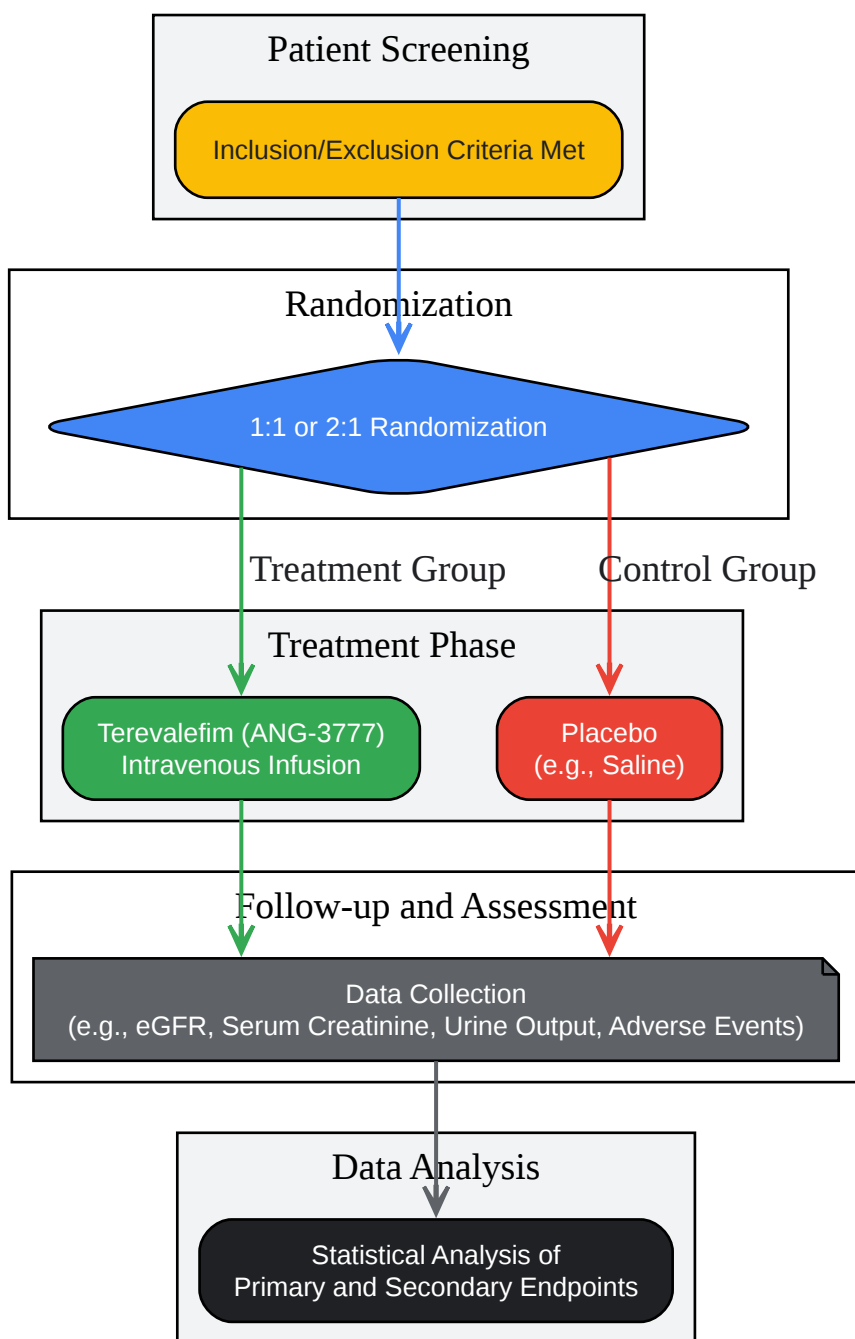 Patient Screening
Inclusion/Exclusion Criteria Met
Randomization
1:1 or 2:1 Randomization
Treatment Group
Control Group
Treatment Phase
Terevalefim (ANG-3777)
Intravenous Infusion
Placebo
(e.g., Saline)
Follow-up and Assessment
Data Collection
(e.g., eGFR, Serum Creatinine, Urine Output, Adverse Events)
Data Analysis
Statistical Analysis of
Primary and Secondary Endpoints